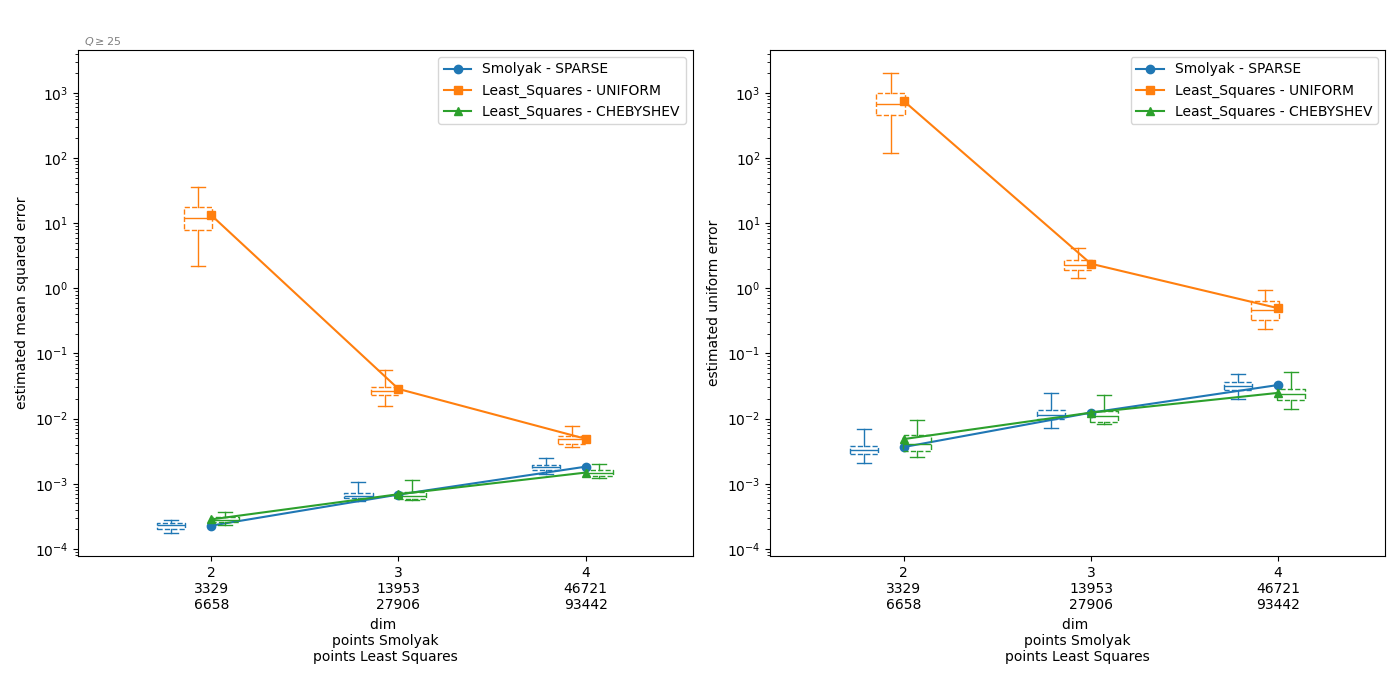 Q ≥ 25
estimated mean squared error
10³
10²
10¹
10⁰
10⁻¹
10⁻²
10⁻³
10⁻⁴
Smolyak - SPARSE
Least_Squares - UNIFORM
Least_Squares - CHEBYSHEV
2 3 4
3329 13953 46721
6658 27906 93442
dim
points Smolyak
points Least Squares
estimated uniform error
10³
10²
10¹
10⁰
10⁻¹
10⁻²
10⁻³
10⁻⁴
Smolyak - SPARSE
Least_Squares - UNIFORM
Least_Squares - CHEBYSHEV
2 3 4
3329 13953 46721
6658 27906 93442
dim
points Smolyak
points Least Squares